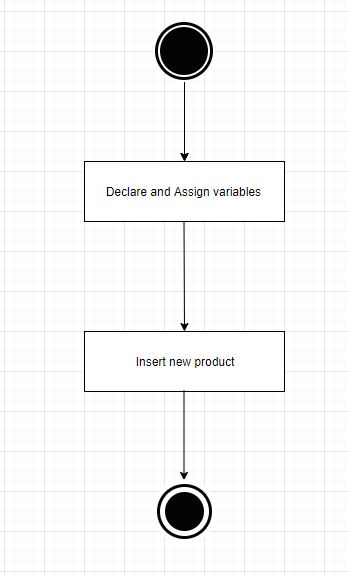 Declare and Assign variables
Insert new product